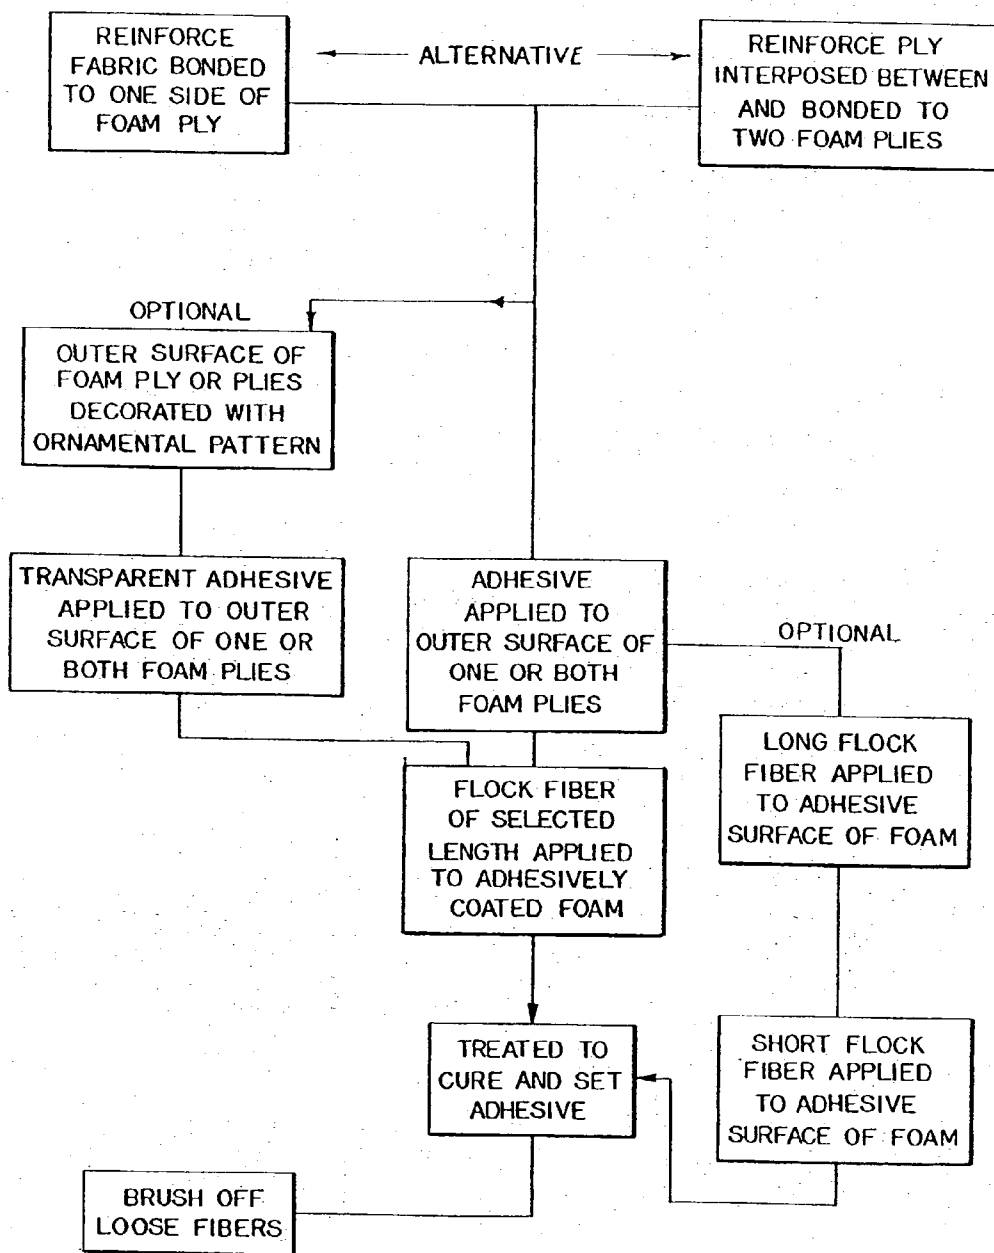 REINFORCE
FABRIC BONDED
TO ONE SIDE OF
FOAM PLY
ALTERNATIVE
REINFORCE PLY
INTERPOSED BETWEEN
AND BONDED TO
TWO FOAM PLIES
OPTIONAL
OUTER SURFACE OF
FOAM PLY OR PLIES
DECORATED WITH
ORNAMENTAL PATTERN
TRANSPARENT ADHESIVE
APPLIED TO OUTER
SURFACE OF ONE OR
BOTH FOAM PLIES
ADHESIVE
APPLIED TO
OUTER SURFACE OF
ONE OR BOTH
FOAM PLIES
OPTIONAL
LONG FLOCK
FIBER APPLIED
TO ADHESIVE
SURFACE OF FOAM
FLOCK FIBER
OF SELECTED
LENGTH APPLIED
TO ADHESIVELY
COATED FOAM
TREATED TO
CURE AND SET
ADHESIVE
SHORT FLOCK
FIBER APPLIED
TO ADHESIVE
SURFACE OF FOAM
BRUSH OFF
LOOSE FIBERS